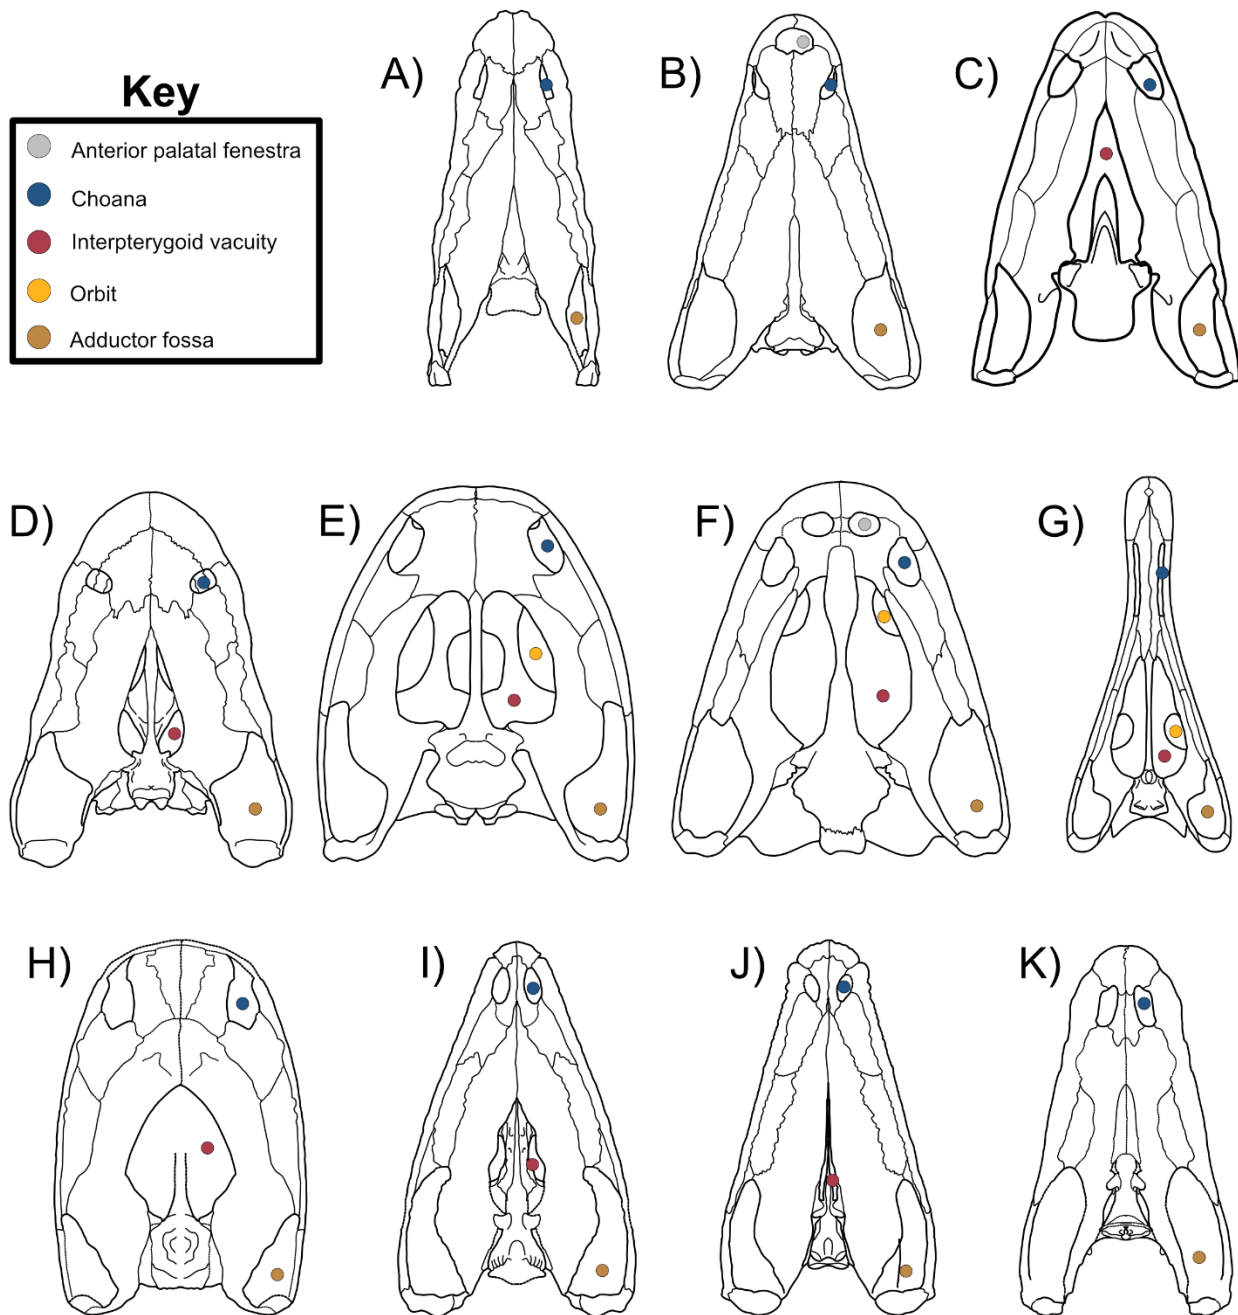 Key
Anterior palatal fenestra
Choana
Interpterygoid vacuity
Orbit
Adductor fossa
A)
B)
C)
D)
E)
F)
G)
H)
I)
J)
K)